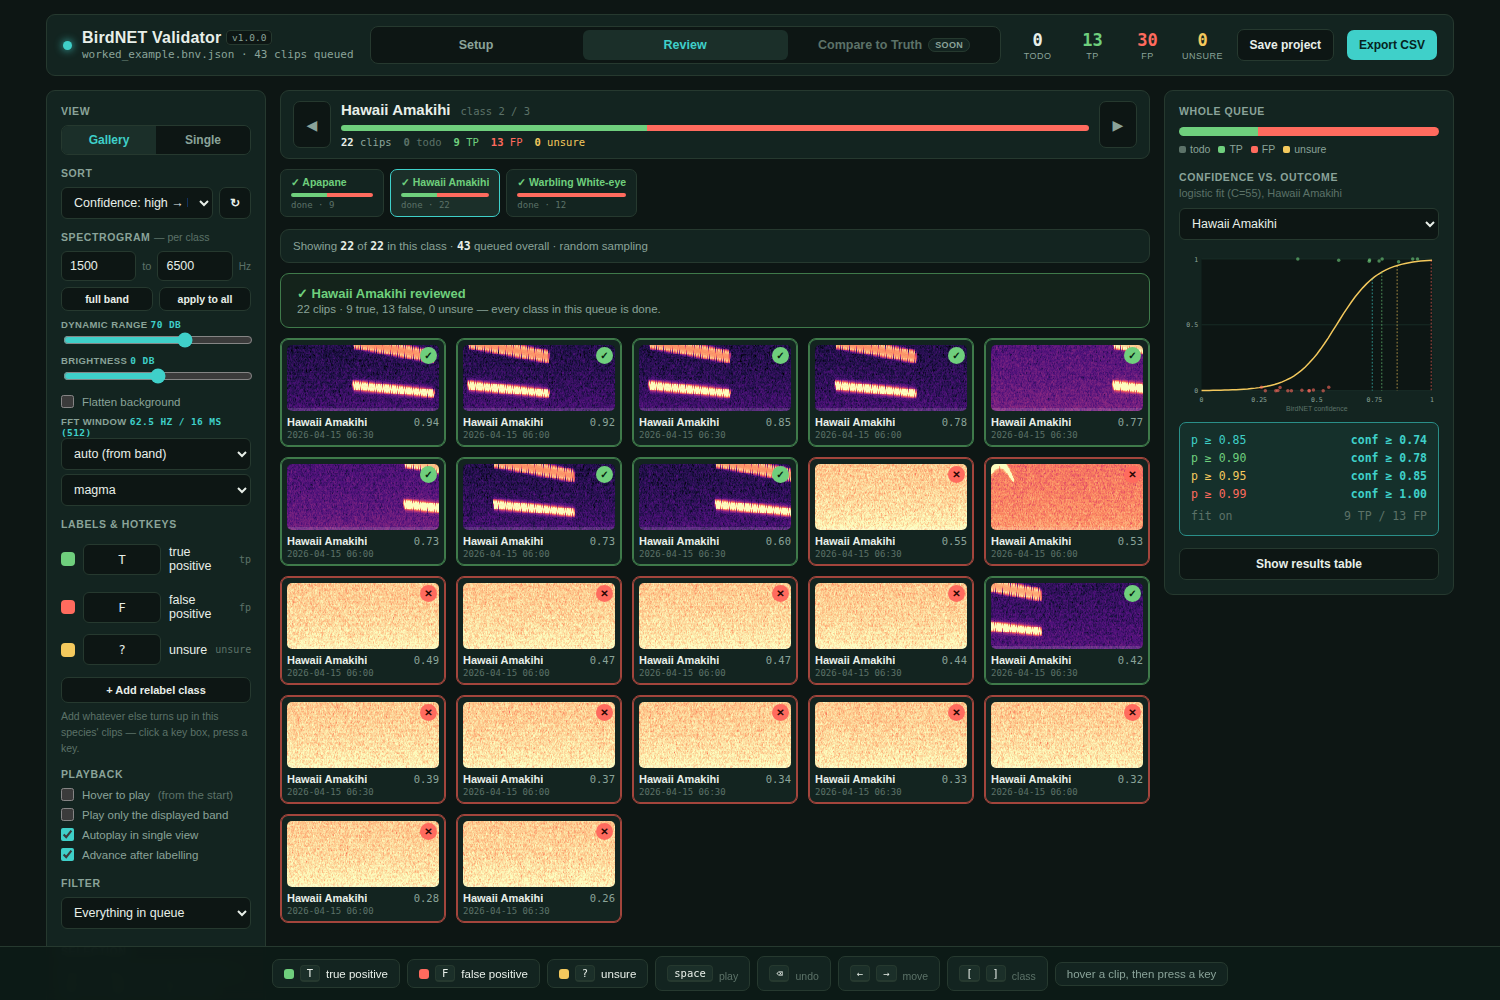 BirdNET Validator v1.0.0
worked_example.bnv.json · 43 clips queued
Setup
Review
Compare to Truth SOON
0 TODO
13 TP
30 FP
0 UNSURE
Save project
Export CSV
VIEW
Gallery
Single
SORT
Confidence: high →
↻
SPECTROGRAM — per class
1500 to 6500 Hz
full band
apply to all
DYNAMIC RANGE 70 DB
BRIGHTNESS 0 DB
Flatten background
FFT WINDOW 62.5 HZ / 16 MS (512)
auto (from band)
magma
LABELS & HOTKEYS
T true positive tp
F false positive fp
? unsure unsure
+ Add relabel class
Add whatever else turns up in this
species' clips — click a key box, press a
key.
PLAYBACK
Hover to play (from the start)
Play only the displayed band
Autoplay in single view
Advance after labelling
FILTER
Everything in queue
◀
Hawaii Amakihi class 2 / 3
22 clips 0 todo 9 TP 13 FP 0 unsure
▶
✓ Apapane
done · 9
✓ Hawaii Amakihi
done · 22
✓ Warbling White-eye
done · 12
Showing 22 of 22 in this class · 43 queued overall · random sampling
✓ Hawaii Amakihi reviewed
22 clips · 9 true, 13 false, 0 unsure — every class in this queue is done.
Hawaii Amakihi 0.94
2026-04-15 06:30
Hawaii Amakihi 0.92
2026-04-15 06:00
Hawaii Amakihi 0.85
2026-04-15 06:30
Hawaii Amakihi 0.78
2026-04-15 06:00
Hawaii Amakihi 0.77
2026-04-15 06:30
Hawaii Amakihi 0.73
2026-04-15 06:00
Hawaii Amakihi 0.73
2026-04-15 06:00
Hawaii Amakihi 0.60
2026-04-15 06:30
Hawaii Amakihi 0.55
2026-04-15 06:30
Hawaii Amakihi 0.53
2026-04-15 06:00
Hawaii Amakihi 0.49
2026-04-15 06:00
Hawaii Amakihi 0.47
2026-04-15 06:30
Hawaii Amakihi 0.47
2026-04-15 06:00
Hawaii Amakihi 0.44
2026-04-15 06:30
Hawaii Amakihi 0.42
2026-04-15 06:30
Hawaii Amakihi 0.39
2026-04-15 06:30
Hawaii Amakihi 0.37
2026-04-15 06:00
Hawaii Amakihi 0.34
2026-04-15 06:30
Hawaii Amakihi 0.33
2026-04-15 06:30
Hawaii Amakihi 0.32
2026-04-15 06:00
Hawaii Amakihi 0.28
2026-04-15 06:00
Hawaii Amakihi 0.26
2026-04-15 06:30
WHOLE QUEUE
todo TP FP unsure
CONFIDENCE VS. OUTCOME
logistic fit (C=55), Hawaii Amakihi
Hawaii Amakihi
1
0.5
0
0 0.25 0.5 0.75 1
BirdNET confidence
p ≥ 0.85 conf ≥ 0.74
p ≥ 0.90 conf ≥ 0.78
p ≥ 0.95 conf ≥ 0.85
p ≥ 0.99 conf ≥ 1.00
fit on 9 TP / 13 FP
Show results table
T true positive
F false positive
? unsure
space play
⌫ undo
← → move
[ ] class
hover a clip, then press a key